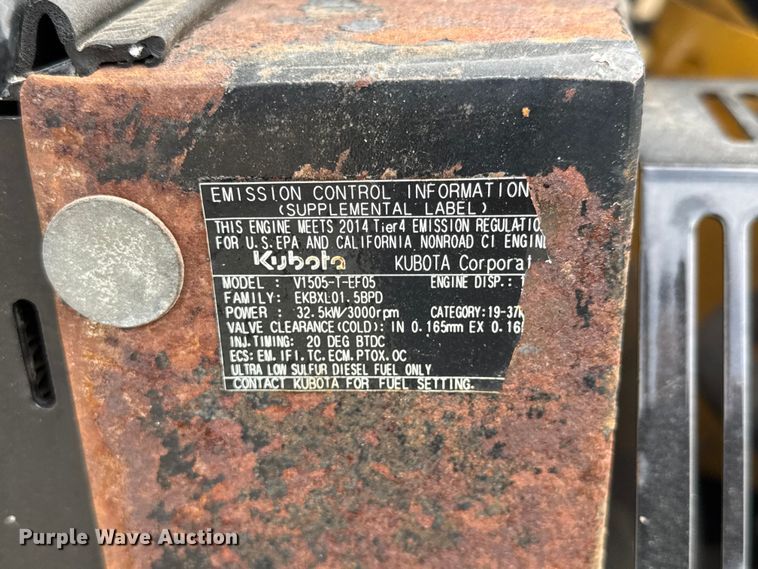 EMISSION CONTROL INFORMATION
(SUPPLEMENTAL LABEL)
THIS ENGINE MEETS 2014 Tier4 EMISSION REGULATIO
FOR U.S.EPA AND CALIFORNIA NONROAD CI ENGIN
Kubota KUBOTA Corporat
MODEL : V1505-T-EF05 ENGINE DISP.: 1
FAMILY: EKBXL01.5BPD
POWER : 32.5kW/3000rpm CATEGORY:19-37k
VALVE CLEARANCE(COLD): IN 0.165mm EX 0.16
INJ.TIMING: 20 DEG BTDC
ECS: EM.IFI.TC.ECM.PTOX.OC
ULTRA LOW SULFUR DIESEL FUEL ONLY
CONTACT KUBOTA FOR FUEL SETTING.
Purple Wave Auction